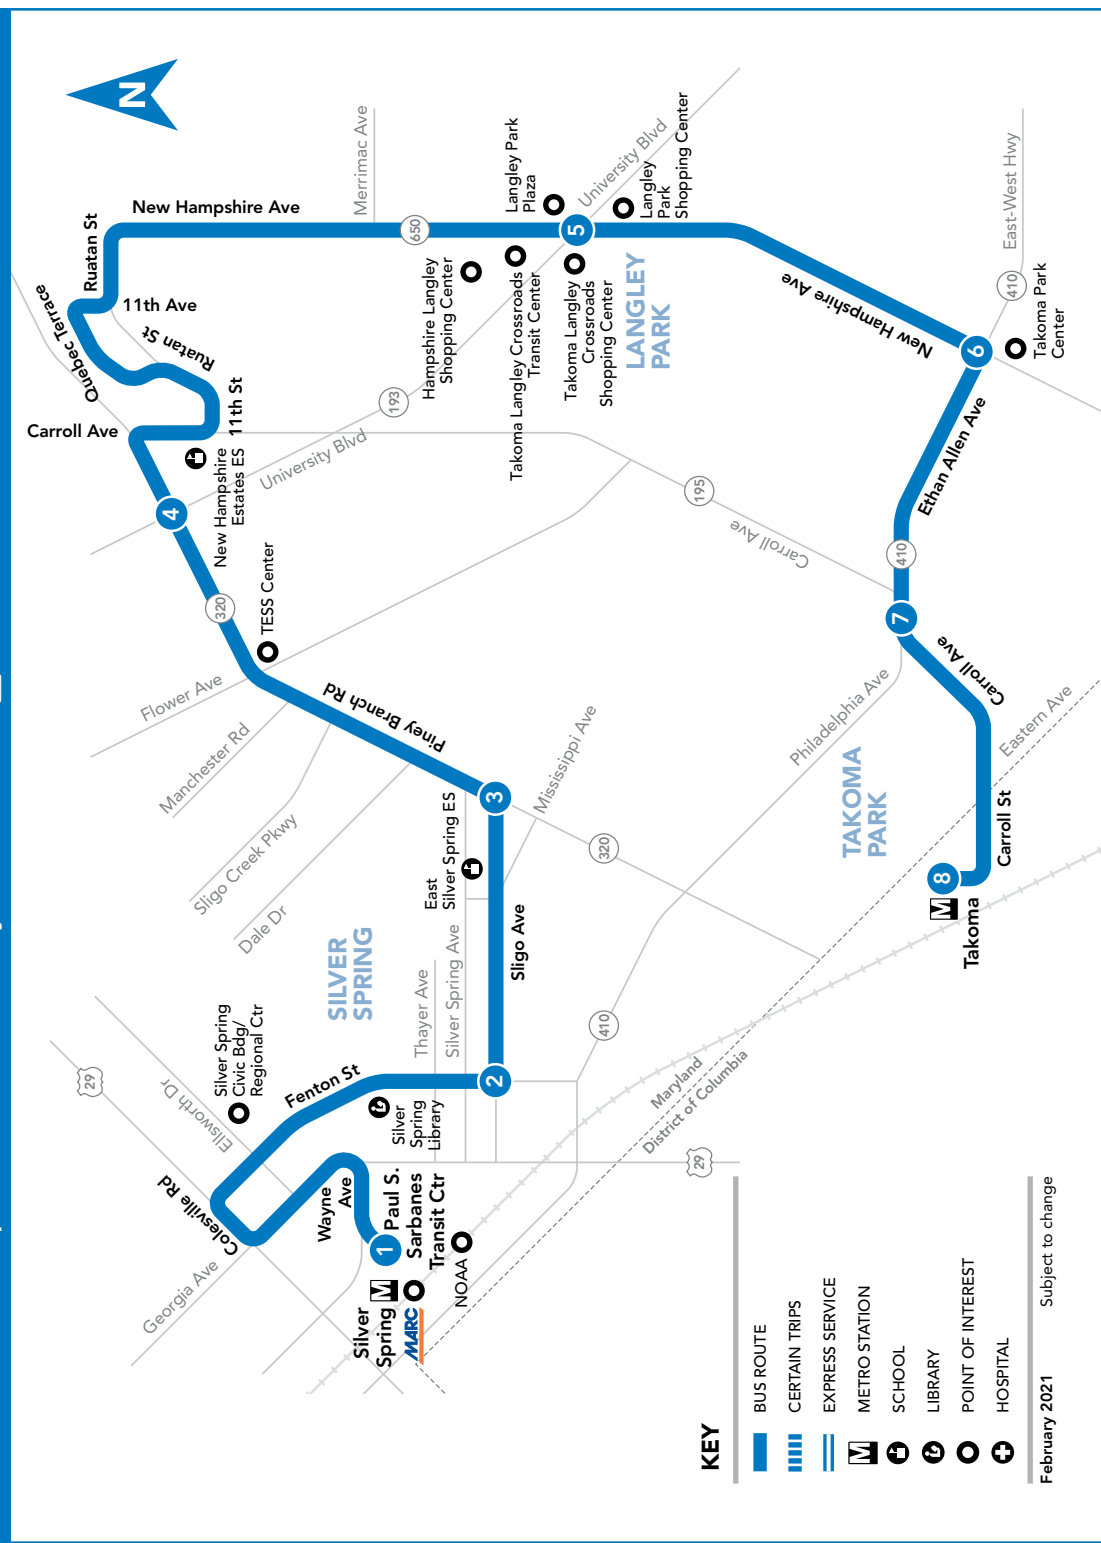 N
Quebec Terrace
Ruatan St
New Hampshire Ave
Merrimac Ave
11th Ave
Ruatan St
11th St
Carroll Ave
New Hampshire
Estates ES
4
320
TESS Center
Flower Ave
Manchester Rd
Sligo Creek Pkwy
Dale Dr
Piney Branch Rd
University Blvd
193
650
Hampshire Langley
Shopping Center
Takoma Langley Crossroads
Transit Center
Langley Park
Plaza
5
University Blvd
Langley
Park
Shopping Center
Takoma Langley
Crossroads
Shopping Center
LANGLEY
PARK
New Hampshire Ave
East-West Hwy
410
6
Takoma Park
Center
Ethan Allen Ave
410
195
Carroll Ave
7
Carroll Ave
Philadelphia Ave
Eastern Ave
TAKOMA
PARK
Carroll St
8
M
Takoma
Mississippi Ave
320
3
East
Silver Spring ES
Sligo Ave
SILVER
SPRING
Thayer Ave
Silver Spring Ave
2
410
Maryland
District of Columbia
29
Silver Spring
Civic Bdg/
Regional Ctr
Ellsworth Dr
29
Fenton St
Silver
Spring
Library
Colesville Rd
Georgia Ave
Wayne
Ave
1
Paul S.
Sarbanes
Transit Ctr
Silver
Spring
M
MARC
NOAA
KEY
BUS ROUTE
CERTAIN TRIPS
EXPRESS SERVICE
M METRO STATION
SCHOOL
LIBRARY
POINT OF INTEREST
HOSPITAL
February 2021
Subject to change